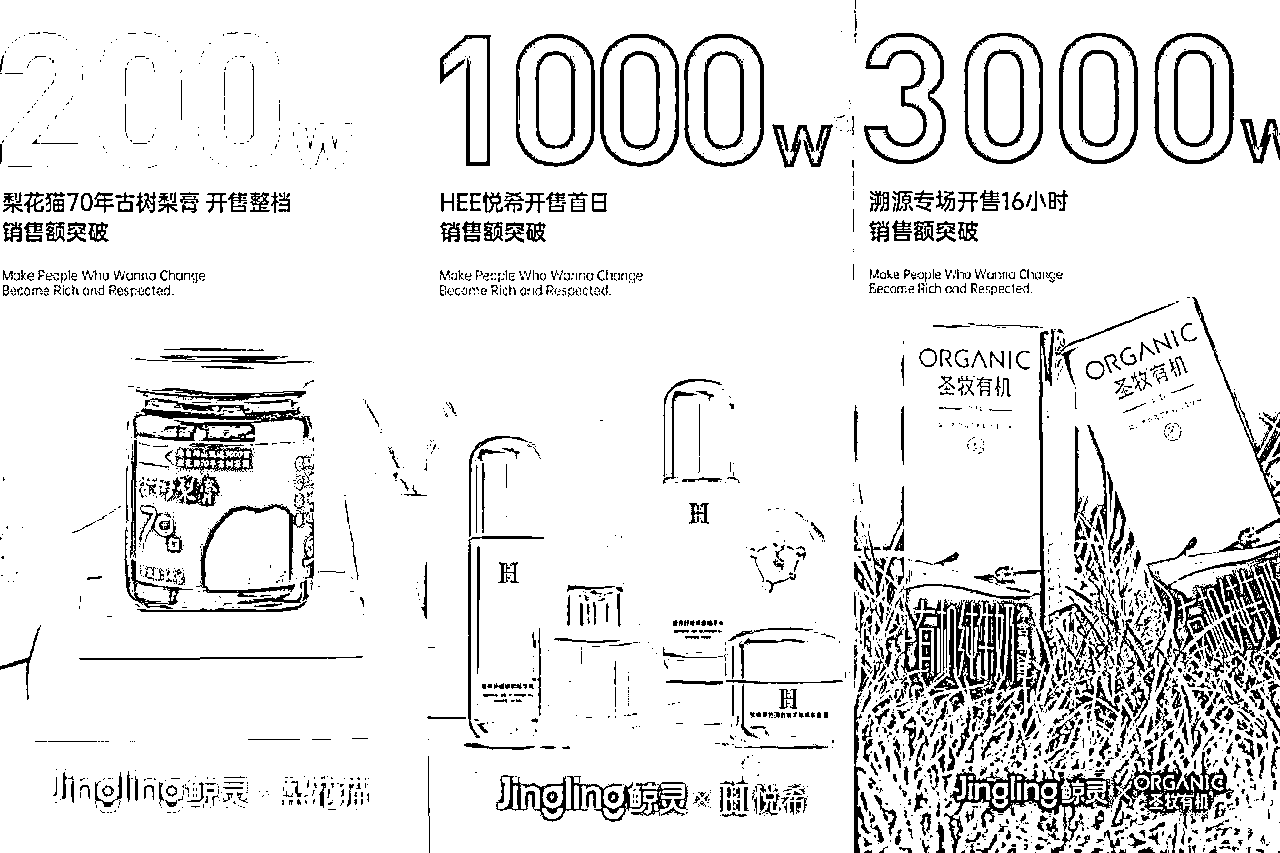 200w
梨花猫70年古树梨膏 开售整档
销售额突破
Make People Who Wanna Change
Become Rich and Respected.
70
Jingling鲸灵 × 梨花猫
1000w
HEE悦希开售首日
销售额突破
Make People Who Wanna Change
Become Rich and Respected.
H
H
H
Jingling鲸灵 × H悦希
3000w
溯源专场开售16小时
销售额突破
Make People Who Wanna Change
Become Rich and Respected.
ORGANIC
圣牧有机
ORGANIC
圣牧有机
有机纯牛奶
Jingling鲸灵 × ORGANIC
圣牧有机